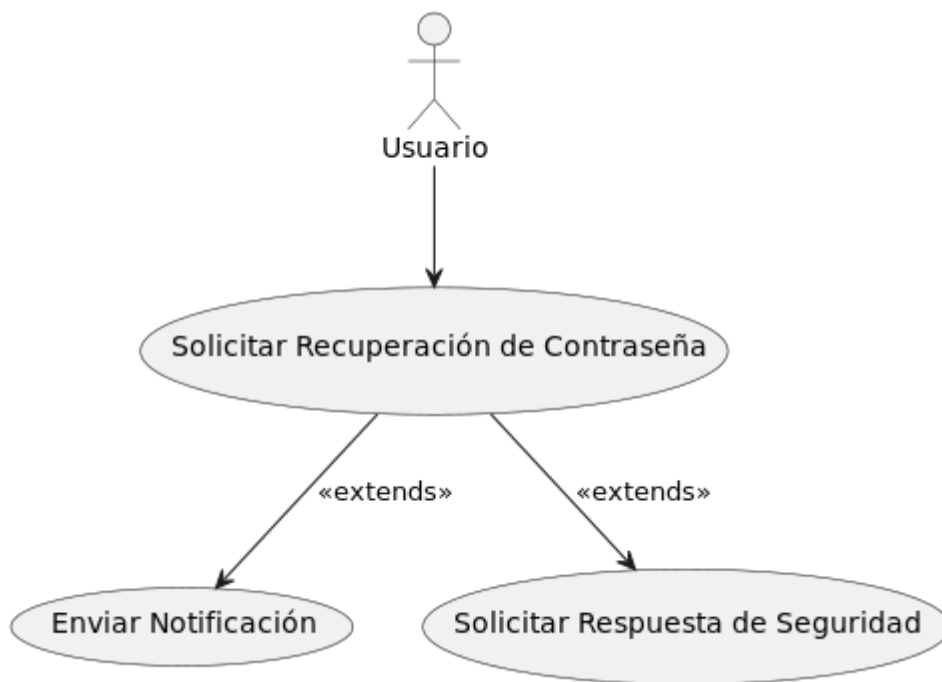 Usuario
Solicitar Recuperación de Contraseña
«extends»
«extends»
Enviar Notificación
Solicitar Respuesta de Seguridad